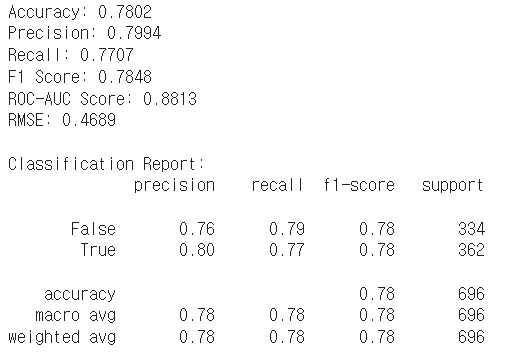 Accuracy: 0.7802
Precision: 0.7994
Recall: 0.7707
F1 Score: 0.7848
ROC-AUC Score: 0.8813
RMSE: 0.4689
Classification Report:
precision recall f1-score support
False 0.76 0.79 0.78 334
True 0.80 0.77 0.78 362
accuracy 0.78 696
macro avg 0.78 0.78 0.78 696
weighted avg 0.78 0.78 0.78 696